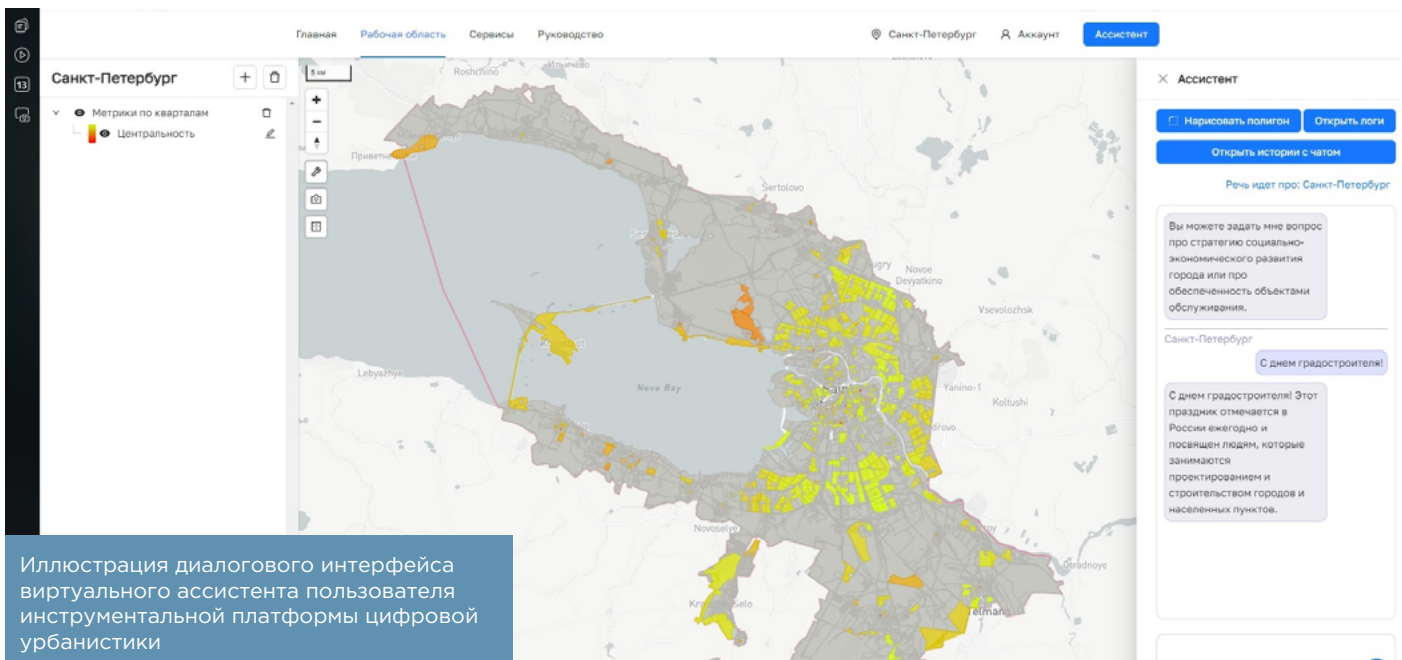 Главная Рабочая область Сервисы Руководство Санкт-Петербург Аккаунт Ассистент
13
Санкт-Петербург
Метрики по кварталам
Центральность
5 км
Roshchino
Sertolovo
Novoe
Devyatkino
Vsevolozhsk
Lebyazhye
Neva Bay
Yanino-1
Koltushi
Novoselye
Otradnoye
Selo
Telman
Ассистент
Нарисовать полигон Открыть логи
Открыть истории с чатом
Речь идет про: Санкт-Петербург
Вы можете задать мне вопрос
про стратегию социально-
экономического развития
города или про
обеспеченность объектами
обслуживания.
Санкт-Петербург
С днем градостроителя!
С днем градостроителя! Этот
праздник отмечается в
России ежегодно и
посвящен людям, которые
занимаются
проектированием и
строительством городов и
населенных пунктов.
Иллюстрация диалогового интерфейса
виртуального ассистента пользователя
инструментальной платформы цифровой
урбанистики